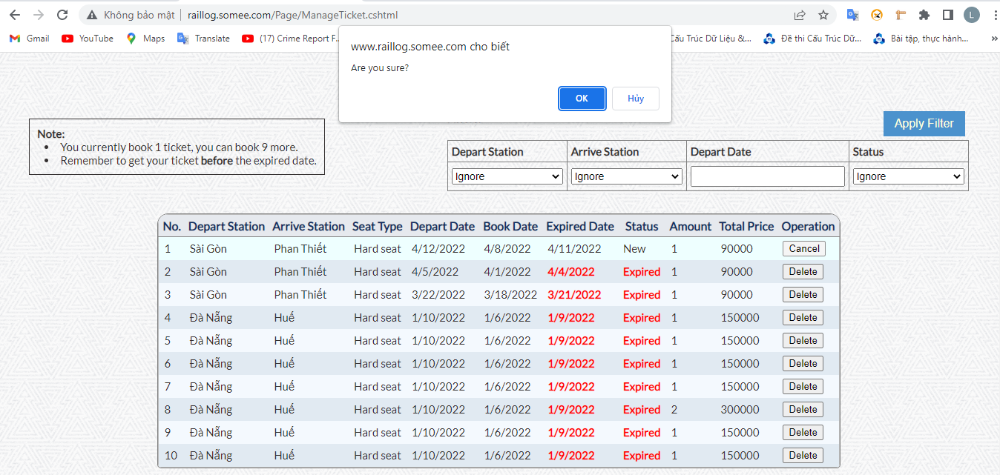 Không bảo mật | raillog.somee.com/Page/ManageTicket.cshtml L
Gmail YouTube Maps Translate (17) Crime Report F... Cấu Trúc Dữ Liệu &... Đề thi Cấu Trúc Dữ... Bài tập, thực hành... »
www.raillog.somee.com cho biết
Are you sure?
OK Hủy
Note:
• You currently book 1 ticket, you can book 9 more.
• Remember to get your ticket before the expired date.
Apply Filter
Depart Station Arrive Station Depart Date Status
Ignore Ignore Ignore
No. Depart Station Arrive Station Seat Type Depart Date Book Date Expired Date Status Amount Total Price Operation
1 Sài Gòn Phan Thiết Hard seat 4/12/2022 4/8/2022 4/11/2022 New 1 90000 Cancel
2 Sài Gòn Phan Thiết Hard seat 4/5/2022 4/1/2022 4/4/2022 Expired 1 90000 Delete
3 Sài Gòn Phan Thiết Hard seat 3/22/2022 3/18/2022 3/21/2022 Expired 1 90000 Delete
4 Đà Nẵng Huế Hard seat 1/10/2022 1/6/2022 1/9/2022 Expired 1 150000 Delete
5 Đà Nẵng Huế Hard seat 1/10/2022 1/6/2022 1/9/2022 Expired 1 150000 Delete
6 Đà Nẵng Huế Hard seat 1/10/2022 1/6/2022 1/9/2022 Expired 1 150000 Delete
7 Đà Nẵng Huế Hard seat 1/10/2022 1/6/2022 1/9/2022 Expired 1 150000 Delete
8 Đà Nẵng Huế Hard seat 1/10/2022 1/6/2022 1/9/2022 Expired 2 300000 Delete
9 Đà Nẵng Huế Hard seat 1/10/2022 1/6/2022 1/9/2022 Expired 1 150000 Delete
10 Đà Nẵng Huế Hard seat 1/10/2022 1/6/2022 1/9/2022 Expired 1 150000 Delete